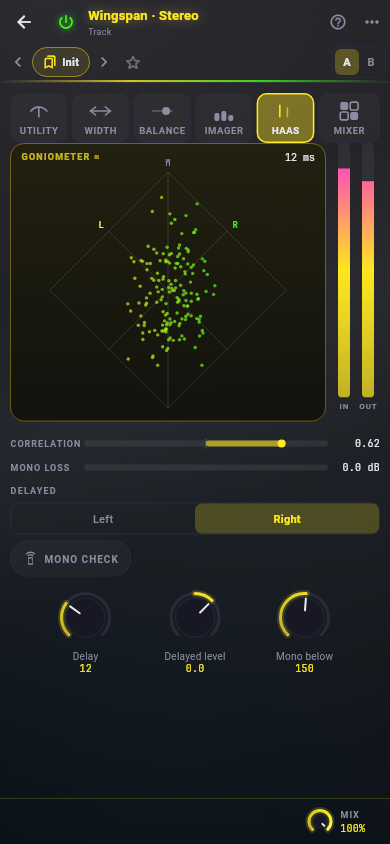 Wingspan · Stereo
Track
Init
A B
UTILITY WIDTH BALANCE IMAGER HAAS MIXER
GONIOMETER ≋ 12 ms
M
L R
IN OUT
CORRELATION 0.62
MONO LOSS 0.0 dB
DELAYED
Left Right
MONO CHECK
Delay Delayed level Mono below
12 0.0 150
MIX
100%